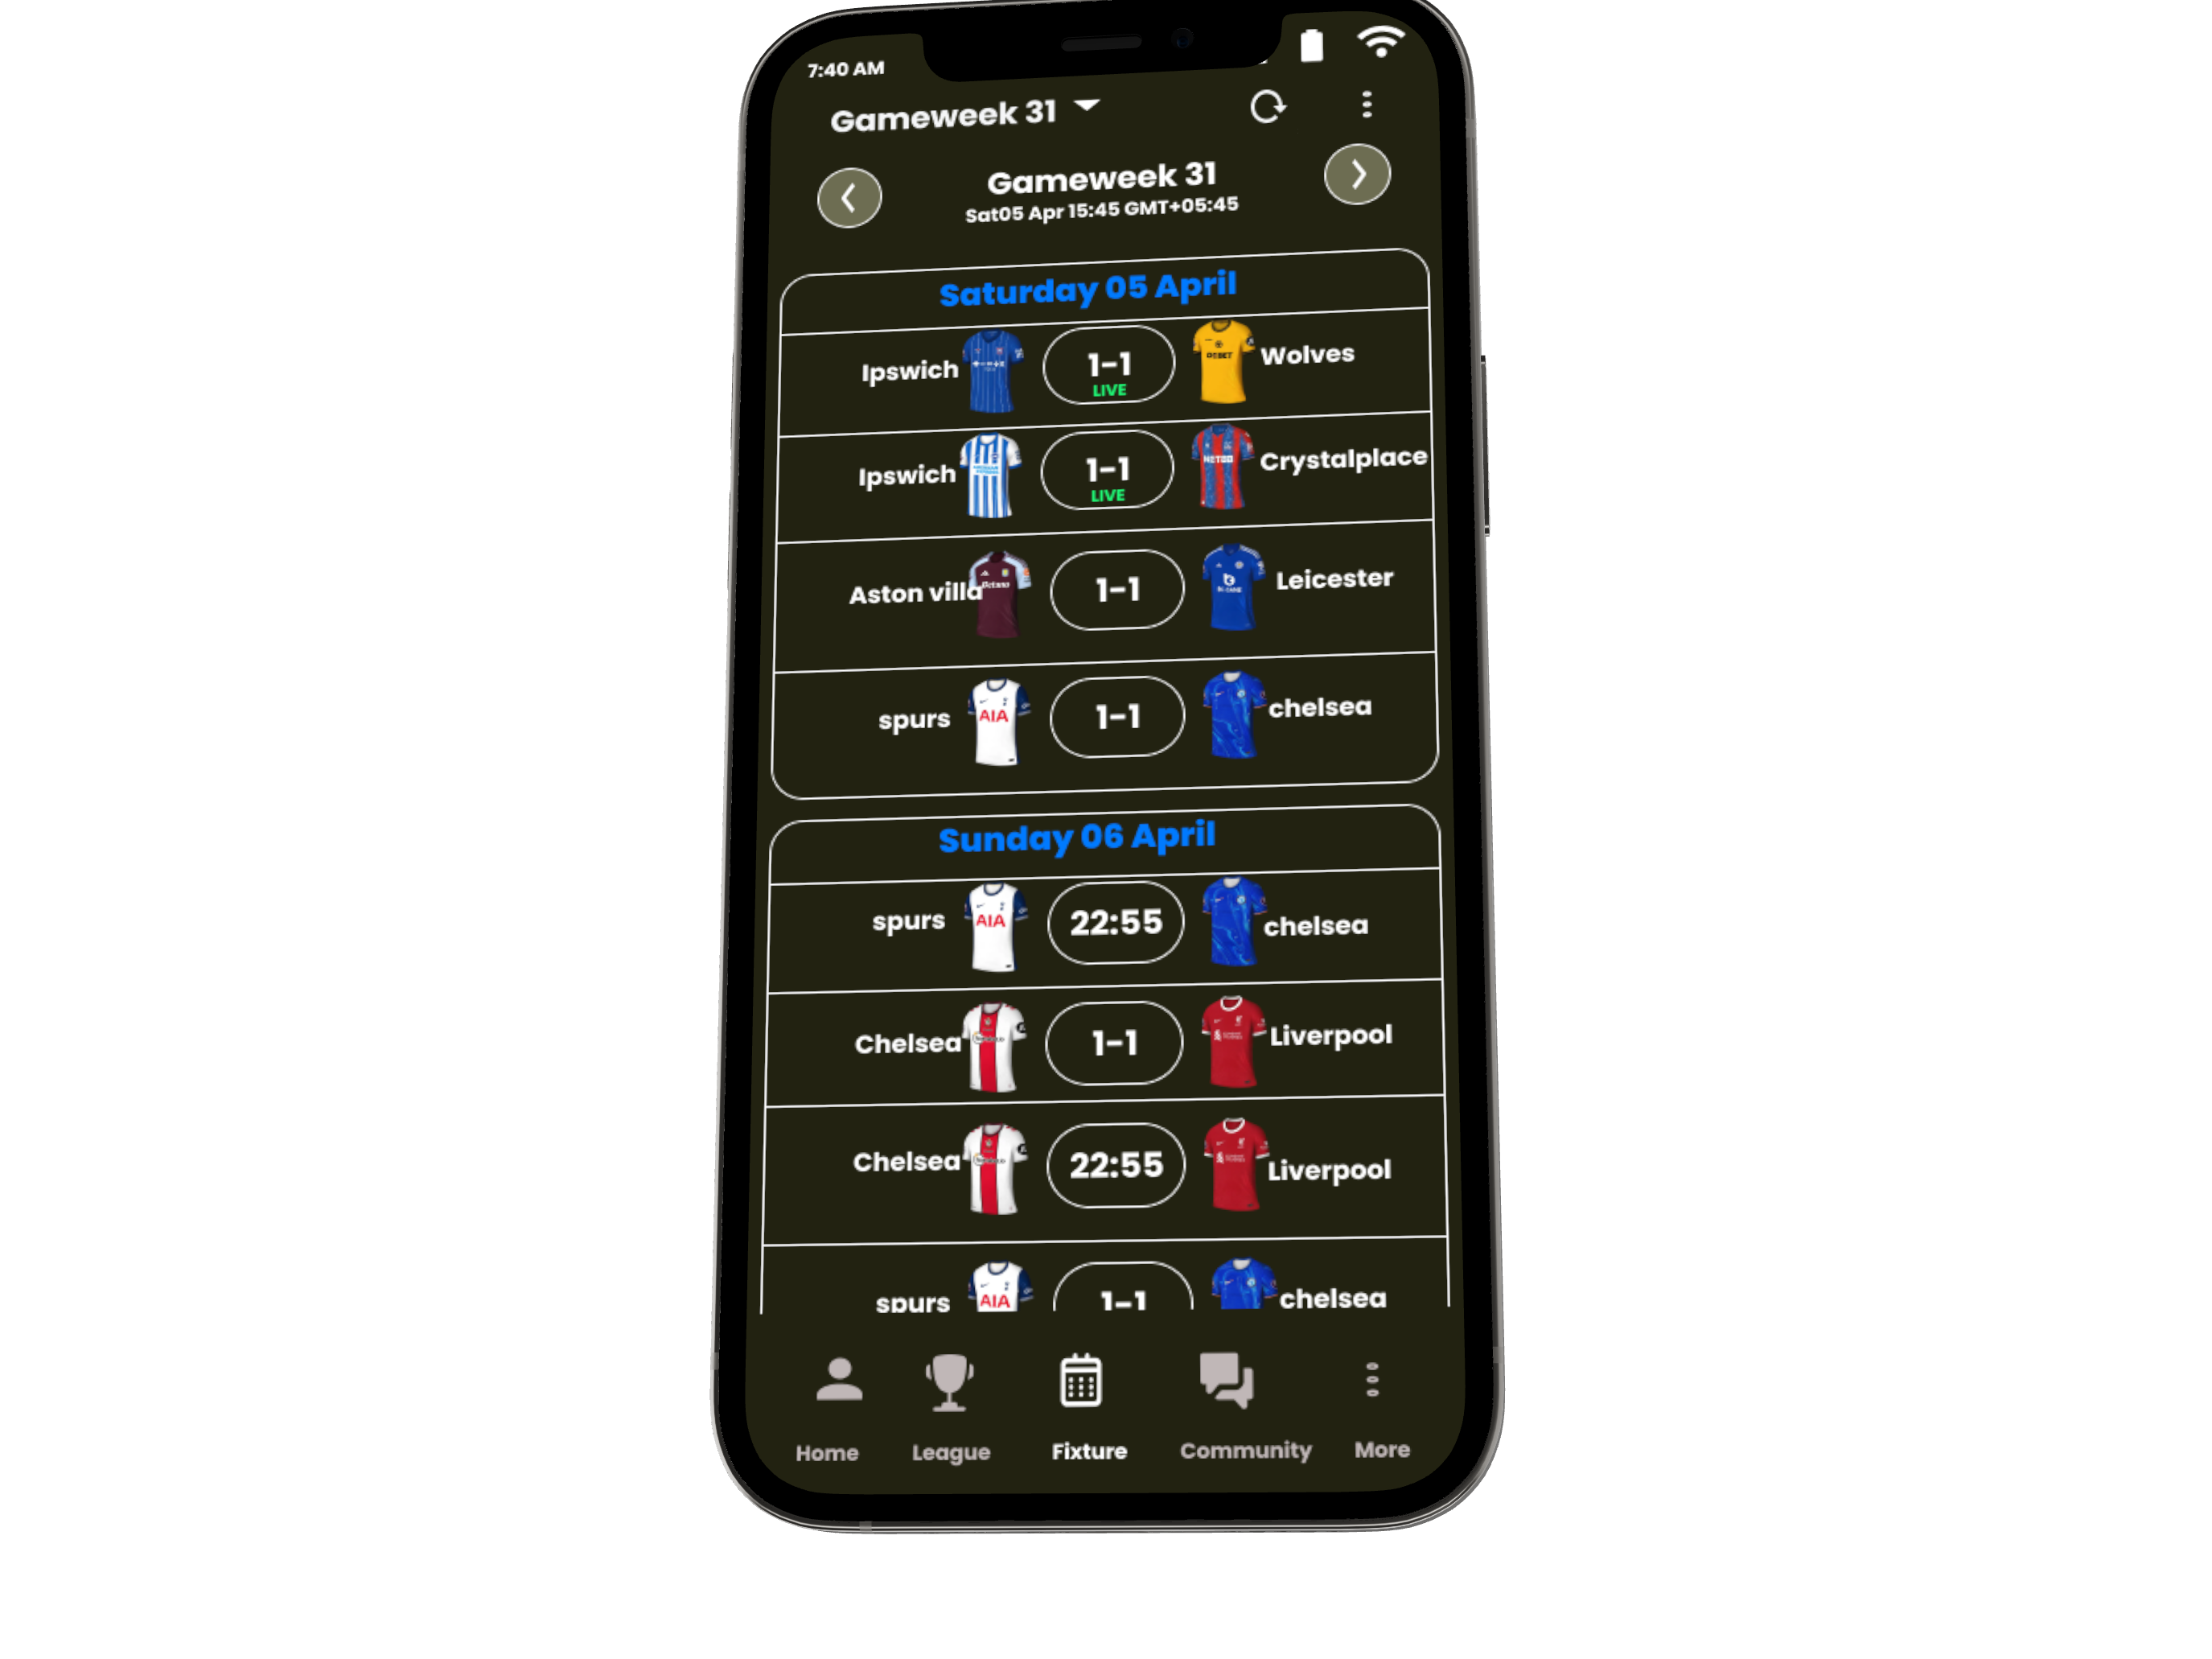 7:40 AM
Gameweek 31
Gameweek 31
Sat05 Apr 15:45 GMT+05:45
Saturday 05 April
Ipswich 1-1 Wolves
LIVE
Ipswich 1-1 Crystalplace
LIVE
Aston villa 1-1 Leicester
spurs AIA 1-1 chelsea
Sunday 06 April
spurs AIA 22:55 chelsea
Chelsea 1-1 Liverpool
Chelsea 22:55 Liverpool
spurs AIA 1-1 chelsea
Home League Fixture Community More